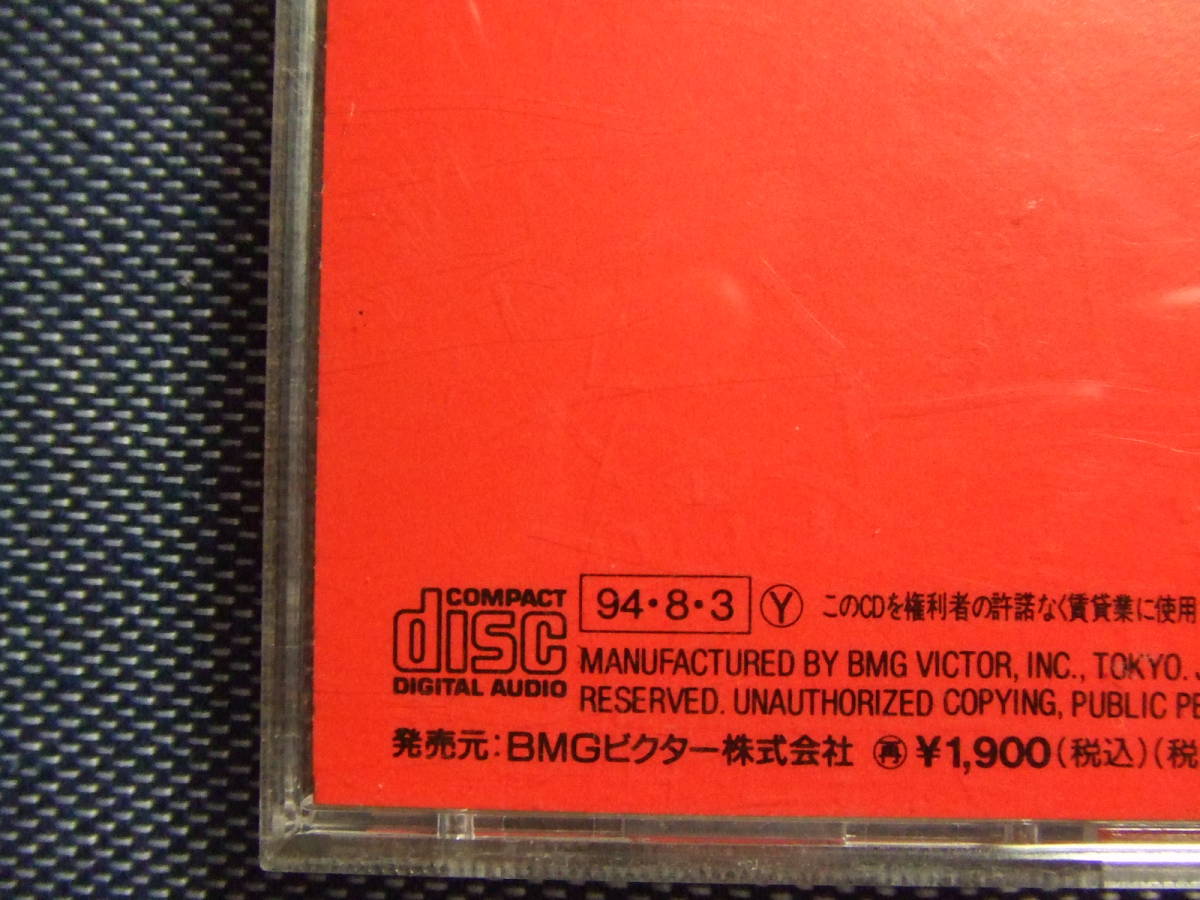 COMPACT
disc
DIGITAL AUDIO
94・8・3 Ⓨ このCDを権利者の許諾なく賃貸業に使用
MANUFACTURED BY BMG VICTOR, INC., TOKYO.
RESERVED. UNAUTHORIZED COPYING, PUBLIC PE
発売元:BMGビクター株式会社 ㊢ ¥1,900(税込)(税